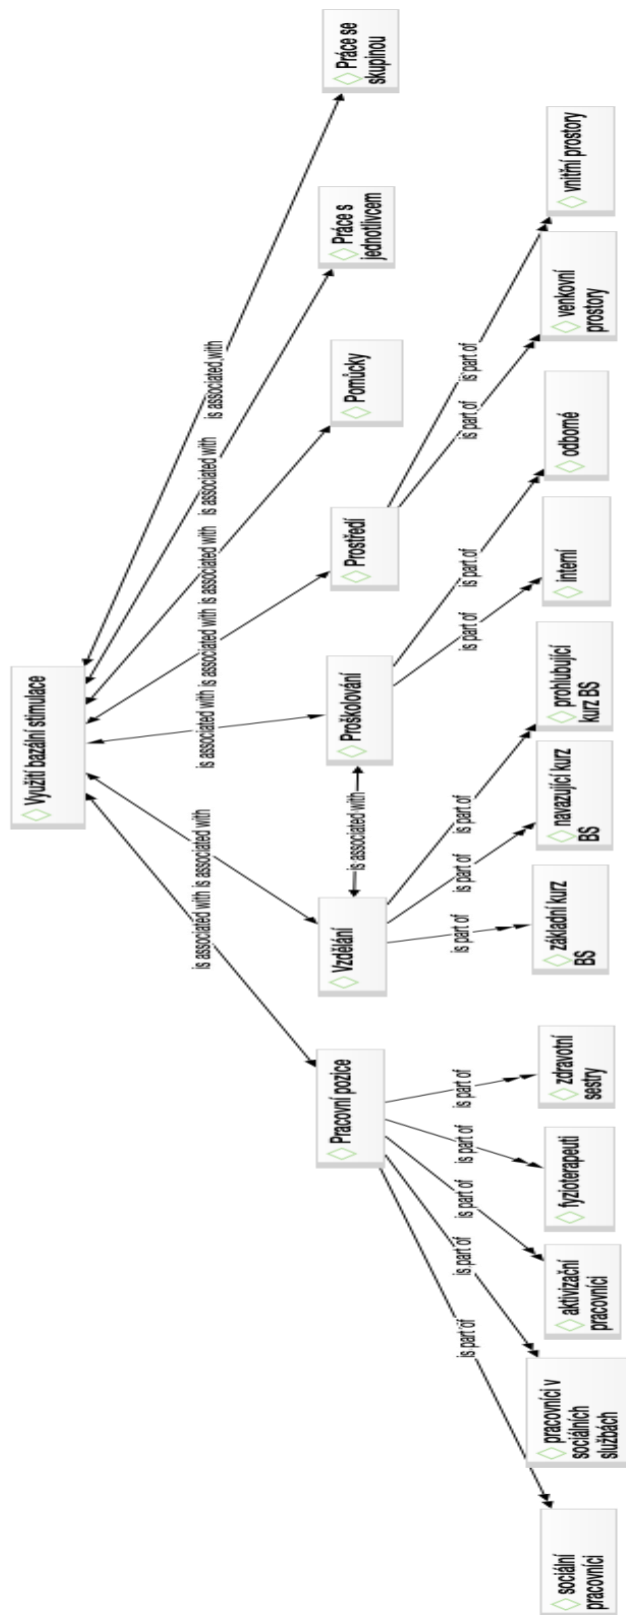 Využití bazální stimulace
is associated with
is associated with
is associated with
is associated with
is associated with
is associated with
is associated with
Pracovní pozice
Vzdělání
is associated with
Proškolování
Prostředí
Pomůcky
Práce s
jednotlivcem
Práce se
skupinou
is part of
is part of
is part of
is part of
is part of
is part of
is part of
is part of
is part of
is part of
is part of
is part of
sociální
pracovníci
pracovníci v
sociálních
službách
aktivizační
pracovníci
fyzioterapeuti
zdravotní
sestry
základní kurz
BS
navazující kurz
BS
prohlubující
kurz BS
interní
odborné
venkovní
prostory
vnitřní prostory